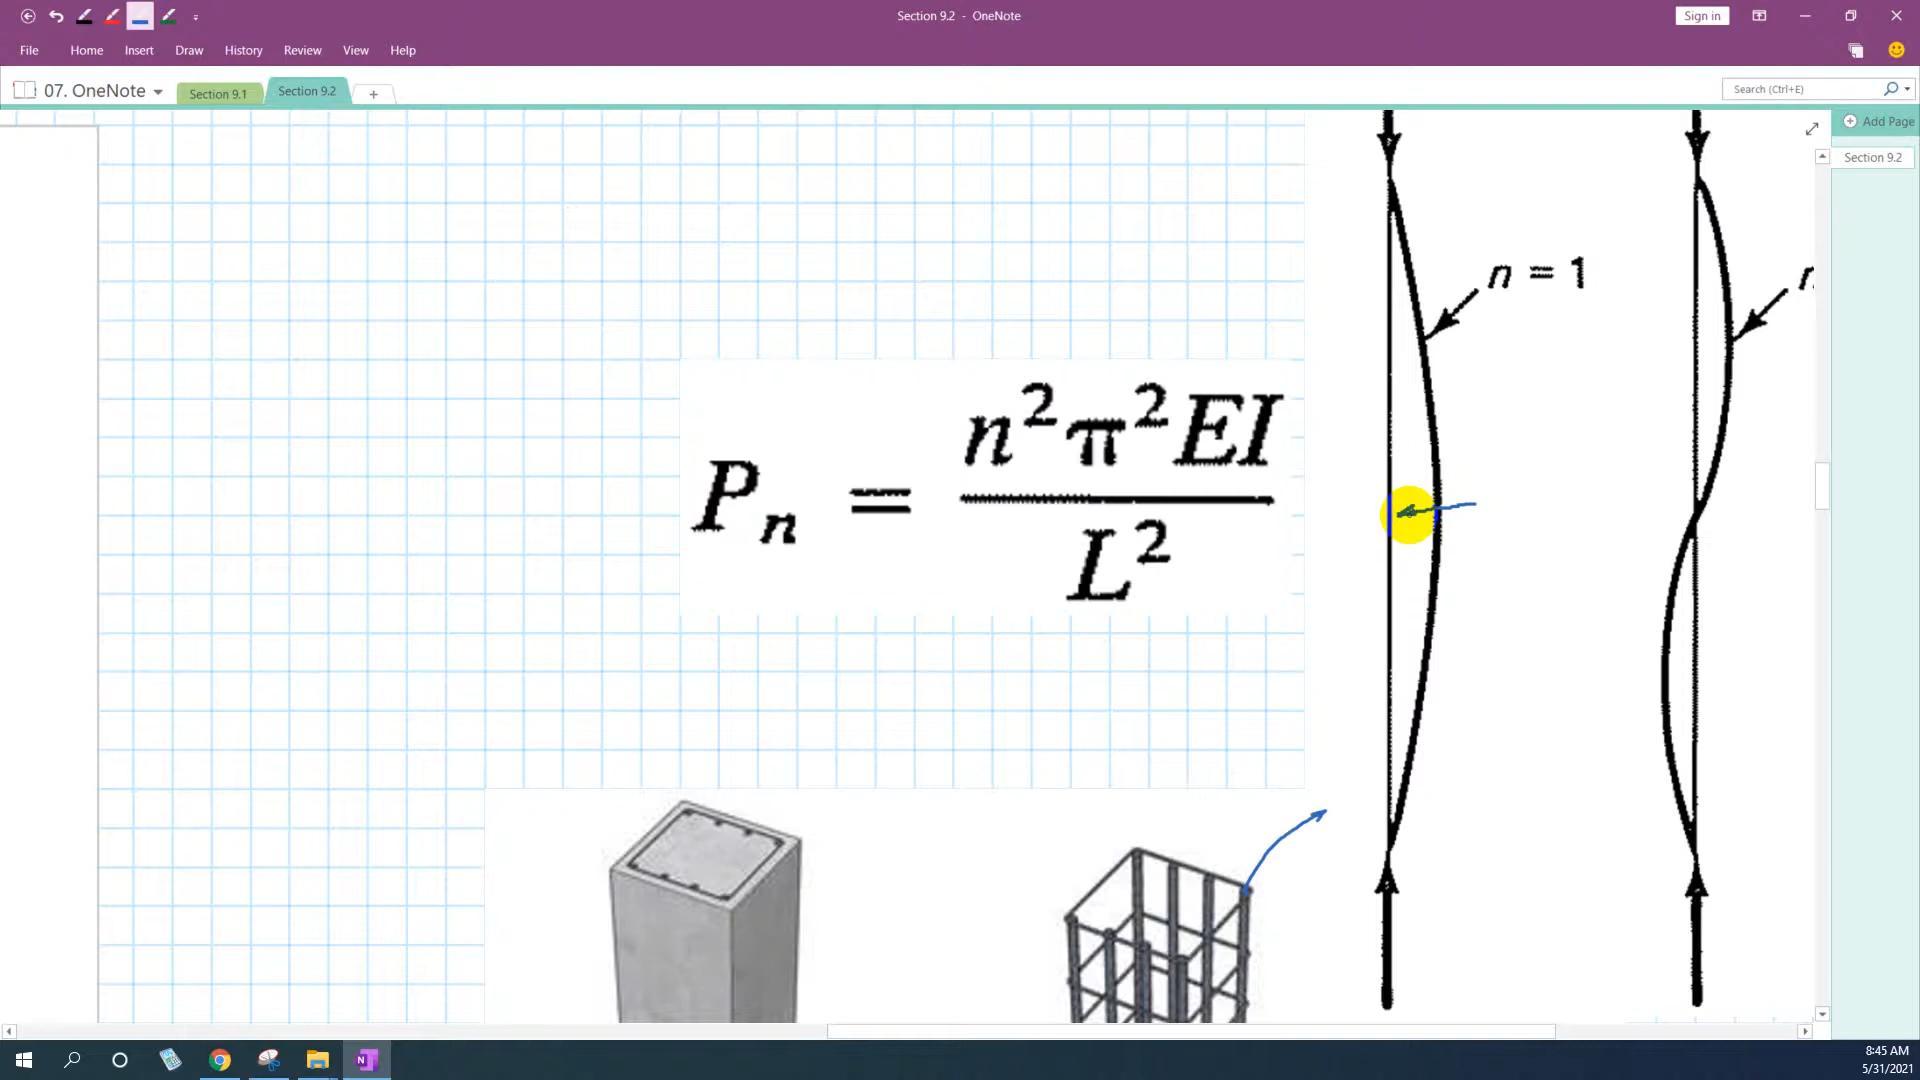 Section 9.2 - OneNote
Sign in
File Home Insert Draw History Review View Help
07. OneNote
Section 9.1
Section 9.2
+
Search (Ctrl+E)
Add Page
Section 9.2
n = 1
n
P_n = n²π²EI / L²
8:45 AM
5/31/2021